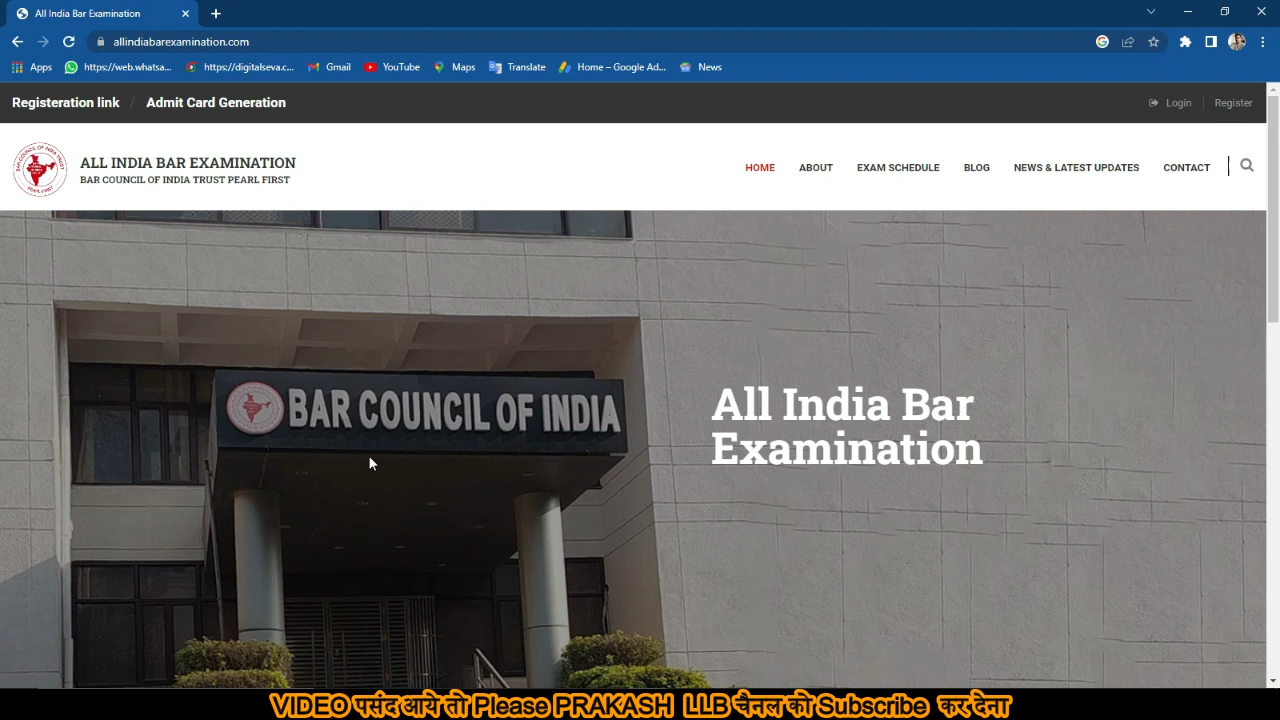 All India Bar Examination
allindiabarexamination.com
Apps
https://web.whatsa...
https://digitalseva.c...
Gmail
YouTube
Maps
Translate
Home – Google Ad...
News
Registeration link / Admit Card Generation
Login
Register
ALL INDIA BAR EXAMINATION
BAR COUNCIL OF INDIA TRUST PEARL FIRST
HOME
ABOUT
EXAM SCHEDULE
BLOG
NEWS & LATEST UPDATES
CONTACT
BAR COUNCIL OF INDIA
All India Bar
Examination
VIDEO पसंद आये तो Please PRAKASH LLB चैनल को Subscribe कर देना